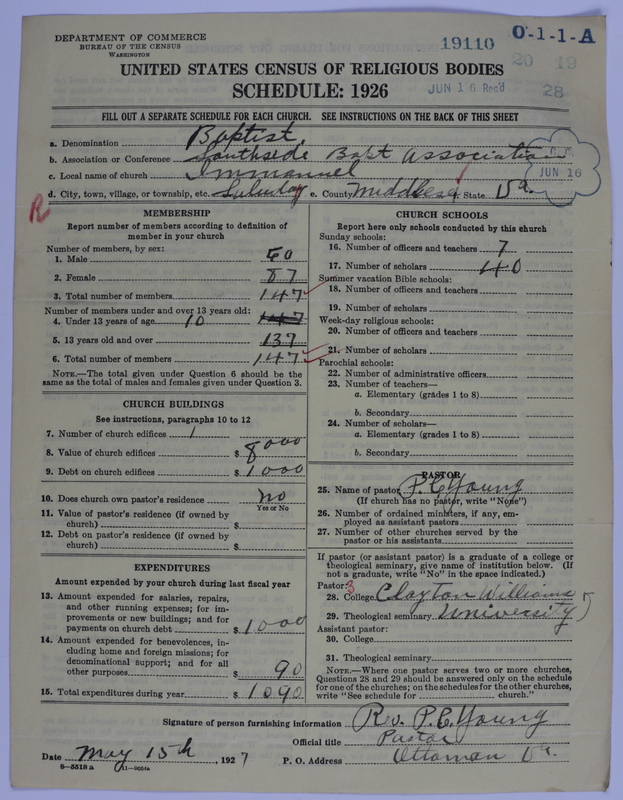 DEPARTMENT OF COMMERCE
BUREAU OF THE CENSUS
WASHINGTON
19110
O-1-1-A
20 19
28
UNITED STATES CENSUS OF RELIGIOUS BODIES
SCHEDULE: 1926
JUN 16 Rec'd
FILL OUT A SEPARATE SCHEDULE FOR EACH CHURCH. SEE INSTRUCTIONS ON THE BACK OF THIS SHEET
a. Denomination Baptist
b. Association or Conference Southside Bapt Association
c. Local name of church Immanuel
d. City, town, village, or township, etc. Saluda e. County Middlesex f. State Va.
JUN 16
R
MEMBERSHIP
Report number of members according to definition of
member in your church
Number of members, by sex:
1. Male 60
2. Female 87
3. Total number of members 147
Number of members under and over 13 years old:
4. Under 13 years of age 10 147
5. 13 years old and over 137
6. Total number of members 147
NOTE.—The total given under Question 6 should be
same as the total of males and females given under Question 3.
CHURCH BUILDINGS
See instructions, paragraphs 10 to 12
7. Number of church edifices 1
8. Value of church edifices $ 8000
9. Debt on church edifices $ 1000
10. Does church own pastor's residence no
Yes or No
11. Value of pastor's residence (if owned by
church) $
12. Debt on pastor's residence (if owned by
church) $
EXPENDITURES
Amount expended by your church during last fiscal year
13. Amount expended for salaries, repairs,
and other running expenses; for im-
provements or new buildings; and for
payments on church debt $ 1000
14. Amount expended for benevolences, in-
cluding home and foreign missions; for
denominational support; and for all
other purposes $ 90
15. Total expenditures during year $ 1090
CHURCH SCHOOLS
Report here only schools conducted by this church
Sunday schools:
16. Number of officers and teachers 7
17. Number of scholars 140
Summer vacation Bible schools:
18. Number of officers and teachers
19. Number of scholars
Week-day religious schools:
20. Number of officers and teachers
21. Number of scholars
Parochial schools:
22. Number of administrative officers
23. Number of teachers—
a. Elementary (grades 1 to 8)
b. Secondary
24. Number of scholars—
a. Elementary (grades 1 to 8)
b. Secondary
PASTOR
25. Name of pastor P. E Young
(If church has no pastor, write "None")
26. Number of ordained ministers, if any, em-
ployed as assistant pastors
27. Number of other churches served by the
pastor or his assistants
If pastor (or assistant pastor) is a graduate of a college or
theological seminary, give name of institution below. (If
not a graduate, write "No" in the space indicated.)
Pastor: 3
28. College Clayton Williams
29. Theological seminary University
Assistant pastor:
30. College
31. Theological seminary
NOTE.—Where one pastor serves two or more churches,
Questions 28 and 29 should be answered only on the schedule
for one of the churches; on the schedules for the other churches,
write "See schedule for church."
Signature of person furnishing information Rev. P. E Young
Official title Pastor
Date May 15th, 1927 P. O. Address Ottoman Va.
8—5318 a 11—9064a